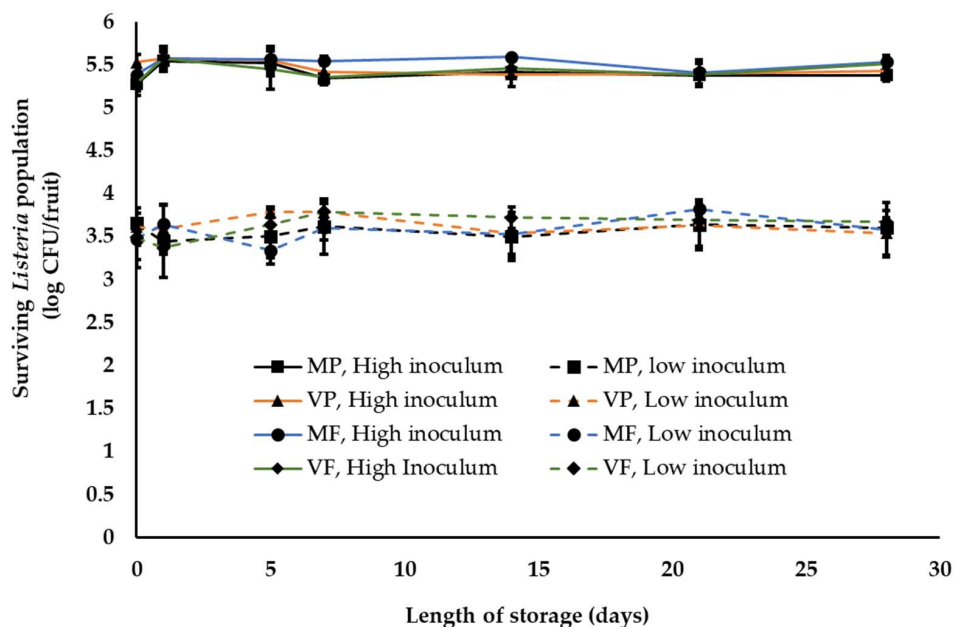 6
5.5
5
4.5
4
3.5
3
2.5
2
1.5
1
0.5
0
Surviving Listeria population
(log CFU/fruit)
MP, High inoculum
MP, low inoculum
VP, High inoculum
VP, Low inoculum
MF, High inoculum
MF, Low inoculum
VF, High Inoculum
VF, Low inoculum
0 5 10 15 20 25 30
Length of storage (days)